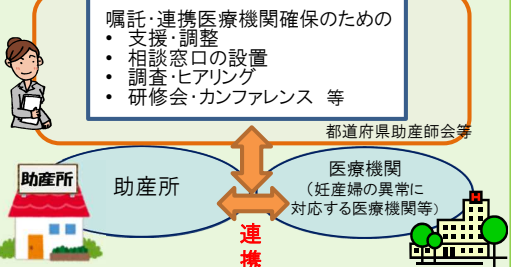 嘱託･連携医療機関確保のための
• 支援･調整
• 相談窓口の設置
• 調査･ヒアリング
• 研修会･カンファレンス 等
都道府県助産師会等
助産所
助産所
医療機関
（妊産婦の異常に
対応する医療機関等）
H
連
携